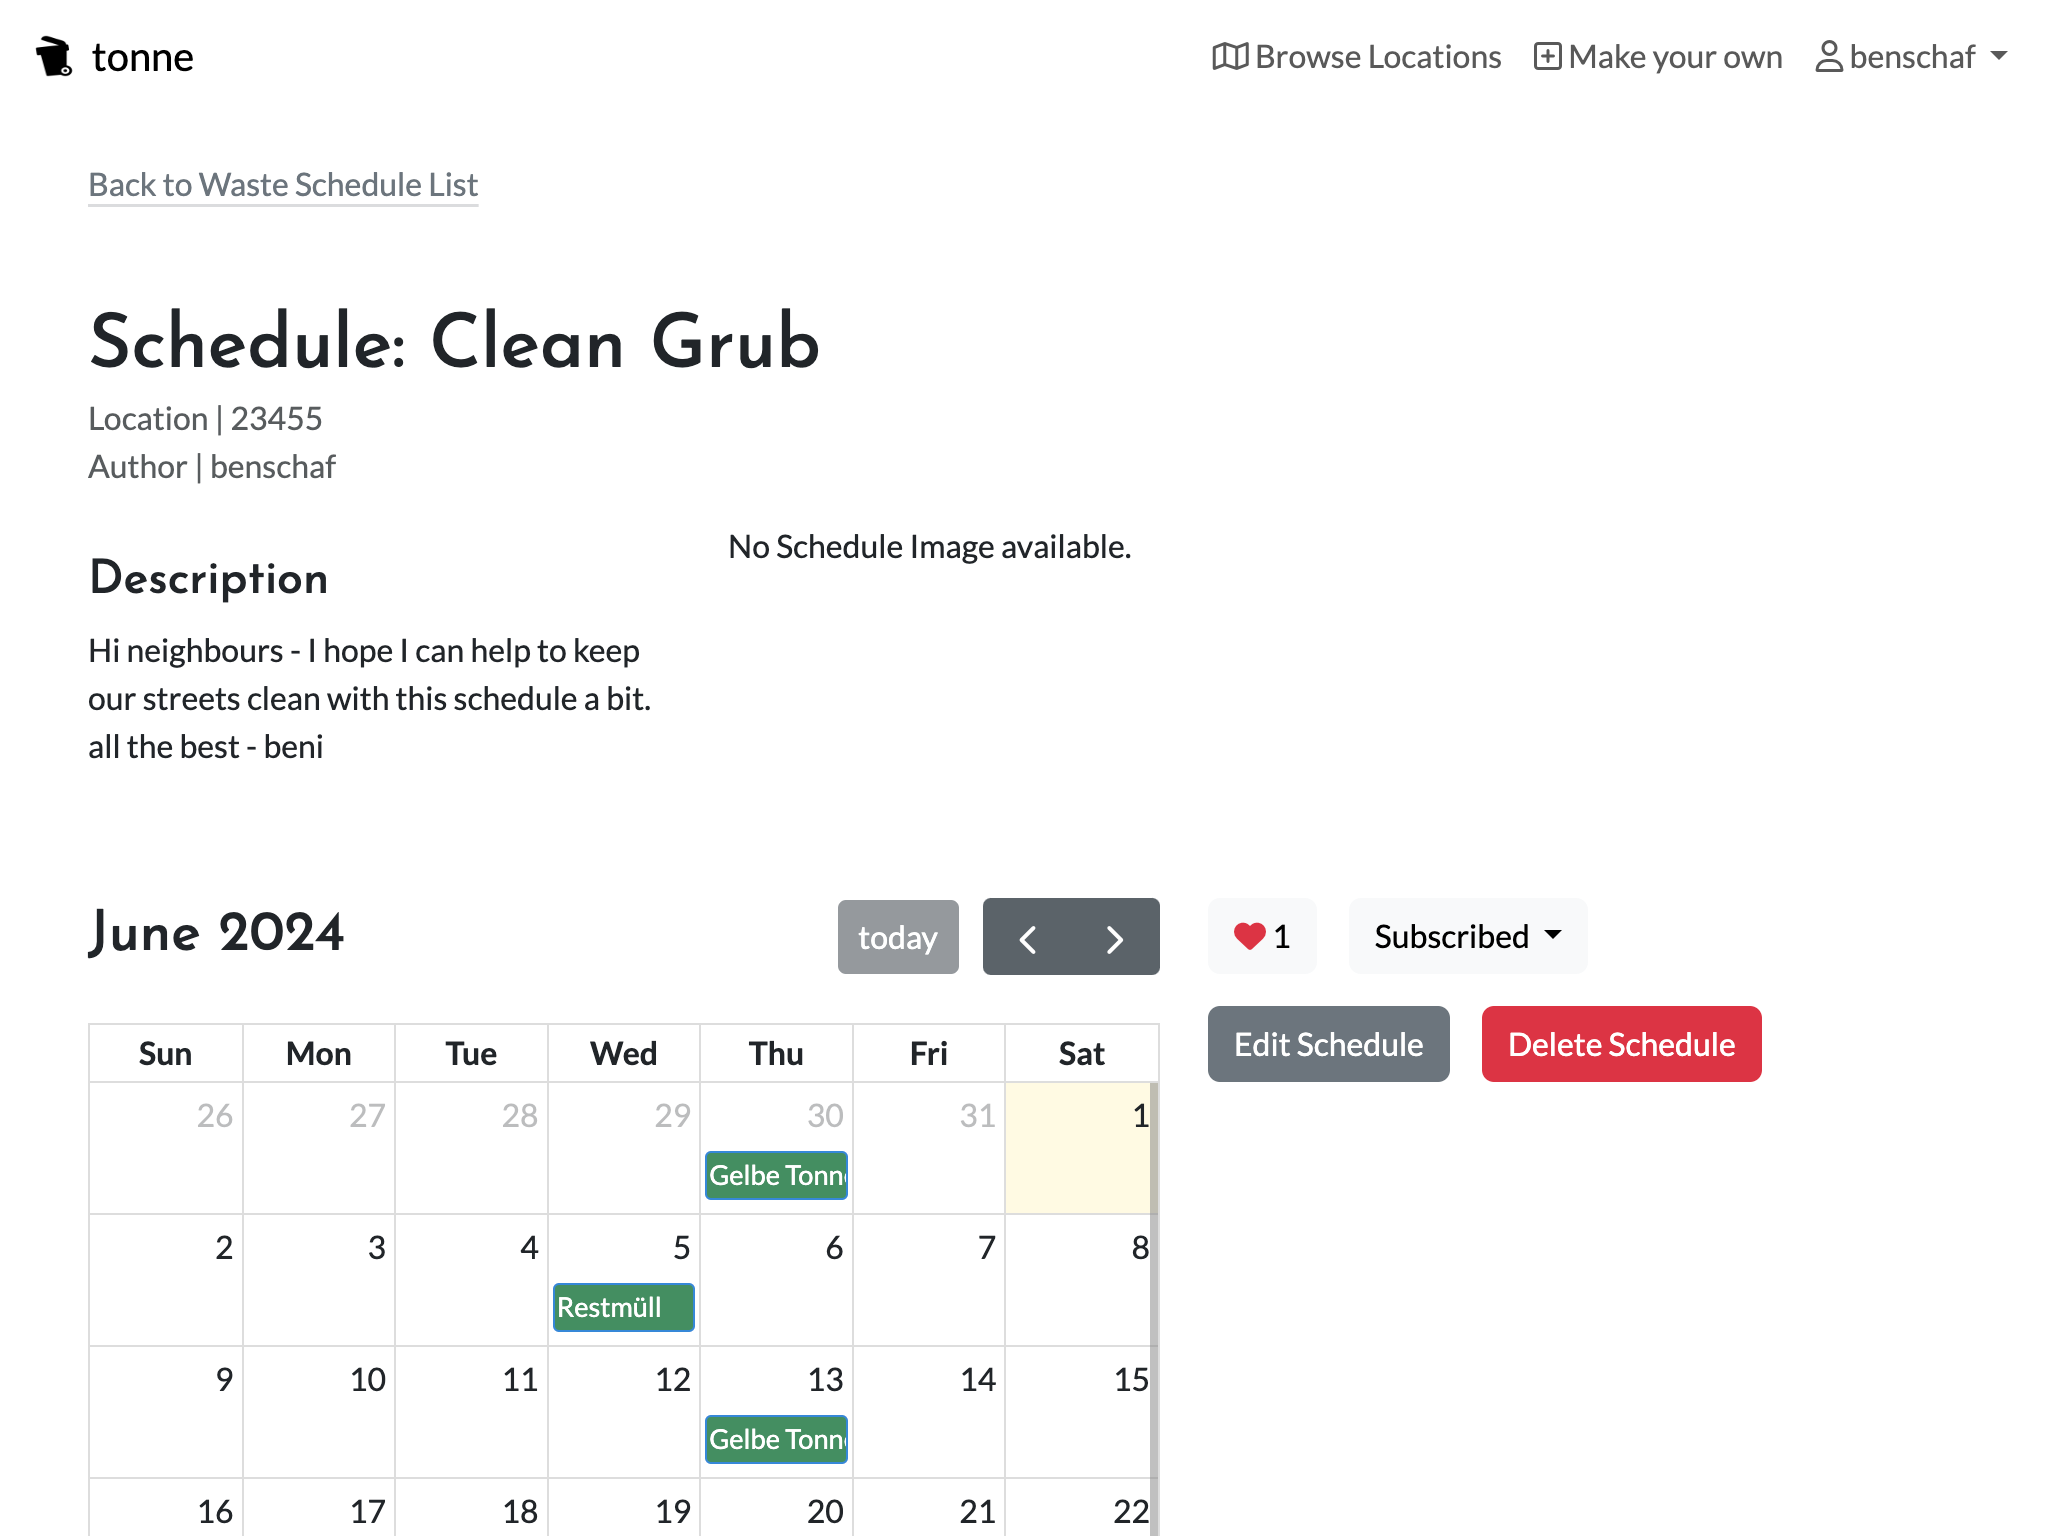 tonne
Browse Locations
Make your own
benschaf
Back to Waste Schedule List
Schedule: Clean Grub
Location | 23455
Author | benschaf
Description
Hi neighbours - I hope I can help to keep
our streets clean with this schedule a bit.
all the best - beni
No Schedule Image available.
June 2024
today
1
Subscribed
Edit Schedule
Delete Schedule
Sun Mon Tue Wed Thu Fri Sat
26 27 28 29 30 31 1
Gelbe Tonne
2 3 4 5 6 7 8
Restmüll
9 10 11 12 13 14 15
Gelbe Tonne
16 17 18 19 20 21 22